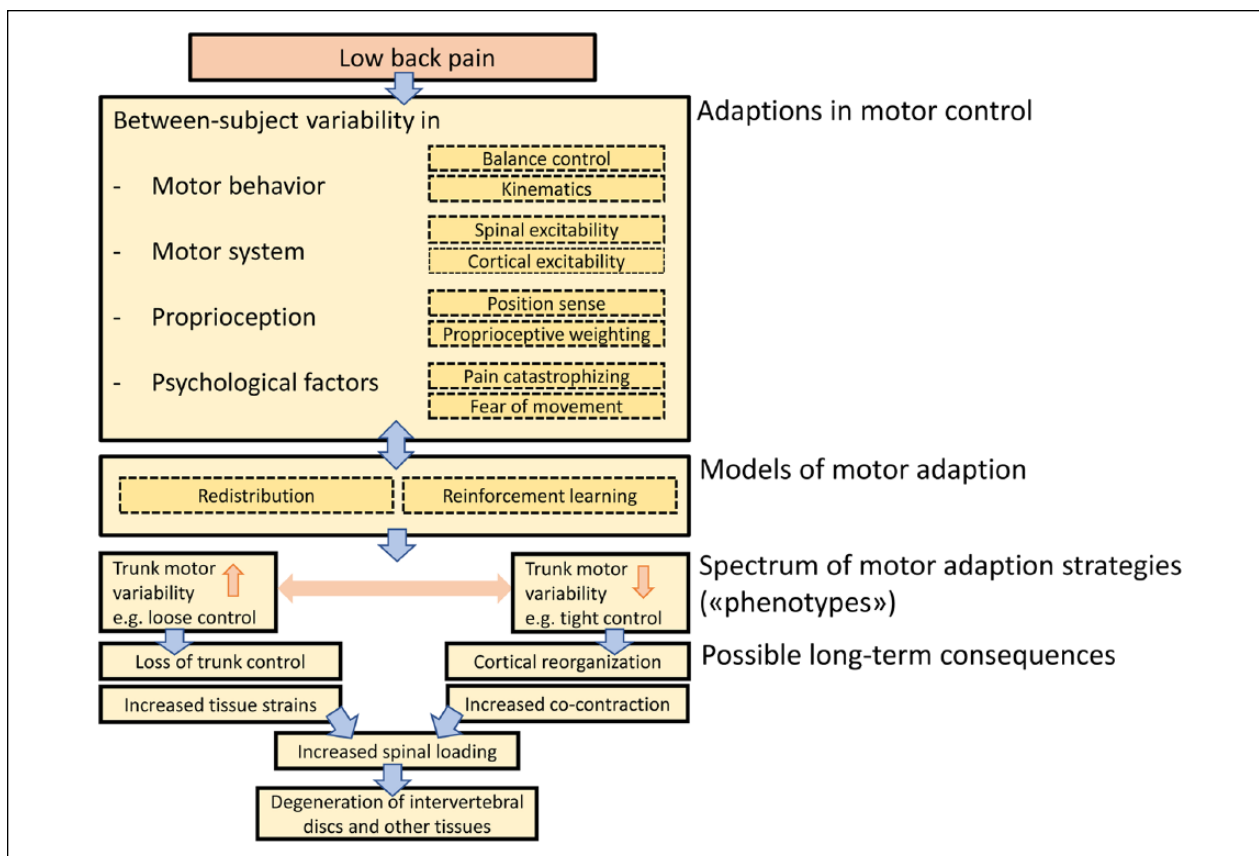 Low back pain
Adaptions in motor control
Between-subject variability in
- Motor behavior
Balance control
Kinematics
- Motor system
Spinal excitability
Cortical excitability
- Proprioception
Position sense
Proprioceptive weighting
- Psychological factors
Pain catastrophizing
Fear of movement
Models of motor adaption
Redistribution
Reinforcement learning
Trunk motor
variability
e.g. loose control
Trunk motor
variability
e.g. tight control
Spectrum of motor adaption strategies
(«phenotypes»)
Loss of trunk control
Cortical reorganization
Possible long-term consequences
Increased tissue strains
Increased co-contraction
Increased spinal loading
Degeneration of intervertebral
discs and other tissues